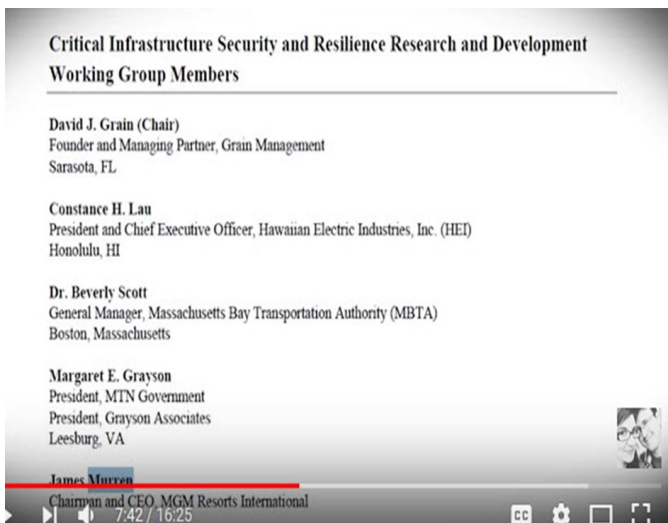 Critical Infrastructure Security and Resilience Research and Development
Working Group Members
David J. Grain (Chair)
Founder and Managing Partner, Grain Management
Sarasota, FL
Constance H. Lau
President and Chief Executive Officer, Hawaiian Electric Industries, Inc. (HEI)
Honolulu, HI
Dr. Beverly Scott
General Manager, Massachusetts Bay Transportation Authority (MBTA)
Boston, Massachusetts
Margaret E. Grayson
President, MTN Government
President, Grayson Associates
Leesburg, VA
James Murren
Chairman and CEO, MGM Resorts International
7:42 / 16:25
CC